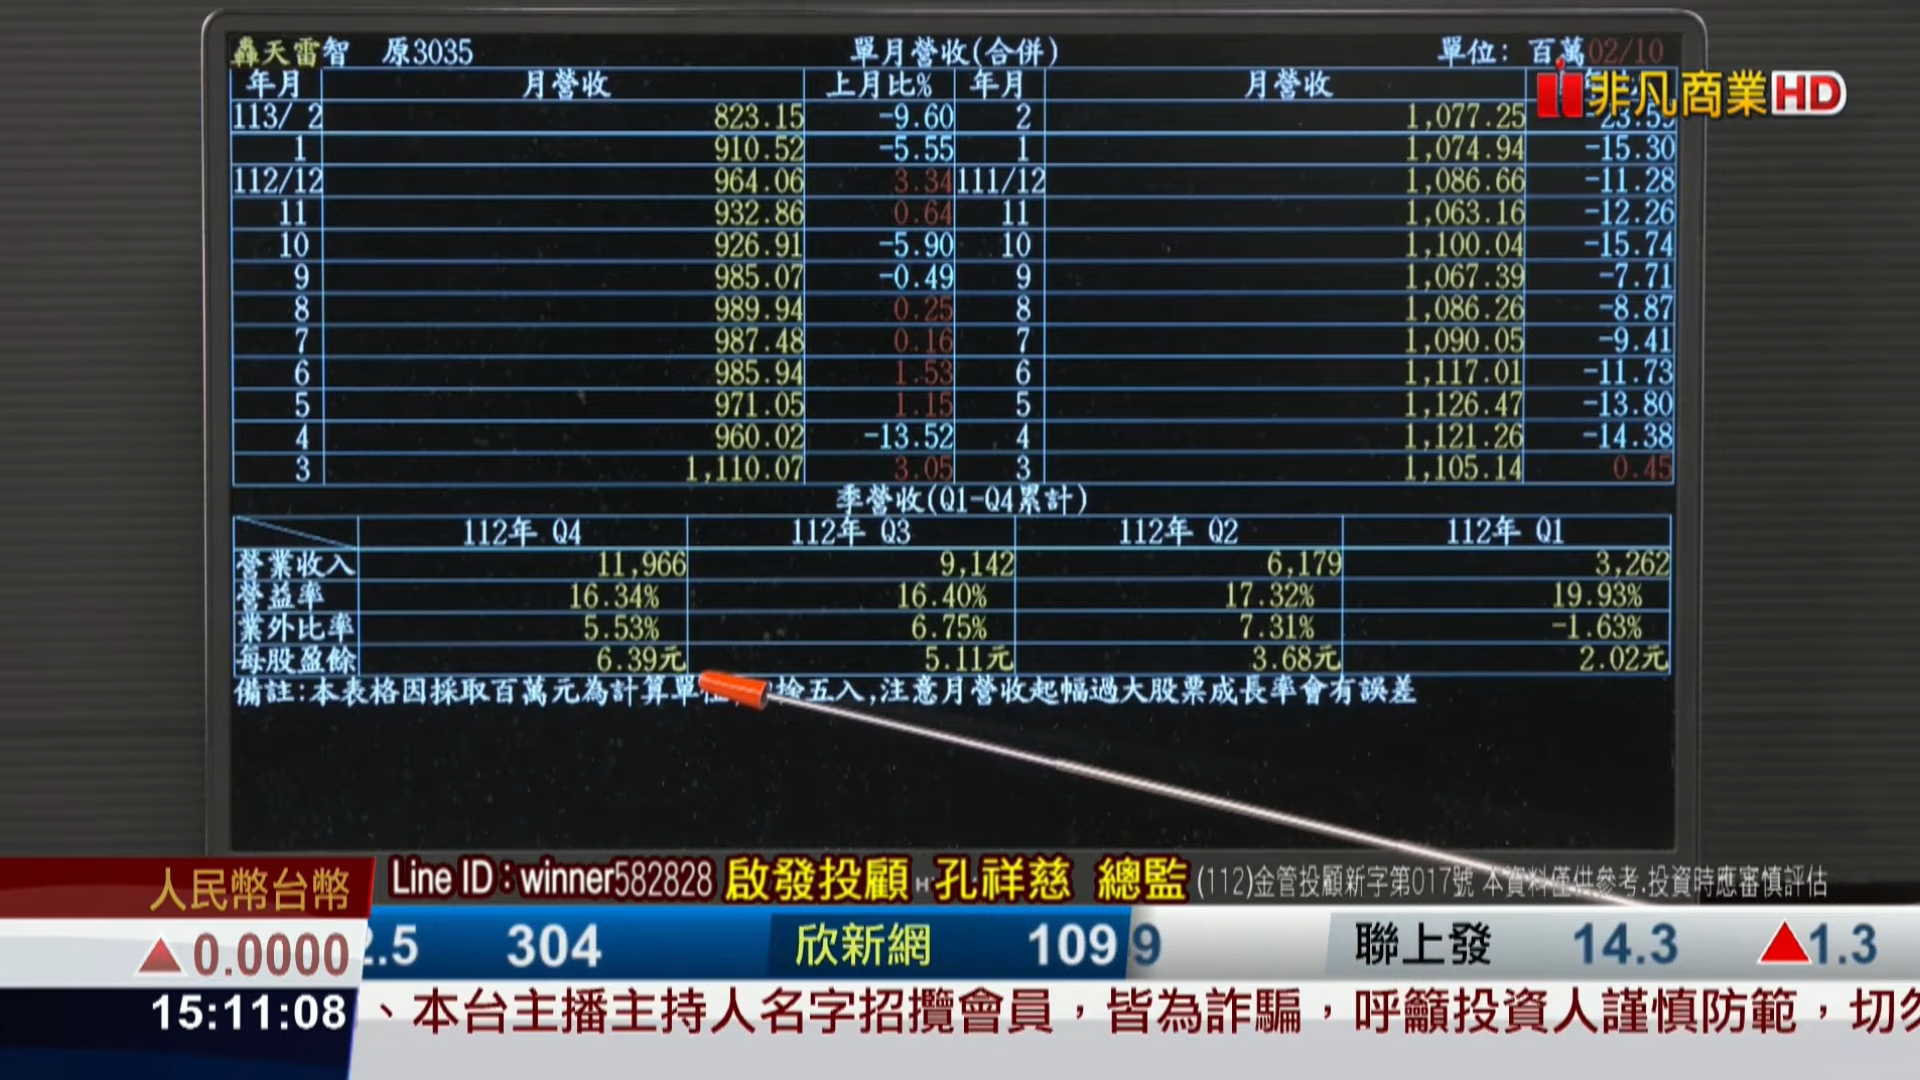 轟天雷智 原3035 單月營收(合併) 單位: 百萬 02/10
非凡商業HD
年月 月營收 上月比% 年月 月營收
113/ 2 823.15 -9.60 2 1,077.25 -23.59
1 910.52 -5.55 1 1,074.94 -15.30
112/12 964.06 3.34 111/12 1,086.66 -11.28
11 932.86 0.64 11 1,063.16 -12.26
10 926.91 -5.90 10 1,100.04 -15.74
9 985.07 -0.49 9 1,067.39 -7.71
8 989.94 0.25 8 1,086.26 -8.87
7 987.48 0.16 7 1,090.05 -9.41
6 985.94 1.53 6 1,117.01 -11.73
5 971.05 1.15 5 1,126.47 -13.80
4 960.02 -13.52 4 1,121.26 -14.38
3 1,110.07 3.05 3 1,105.14 0.45
季營收(Q1-Q4累計)
112年 Q4 112年 Q3 112年 Q2 112年 Q1
營業收入 11,966 9,142 6,179 3,262
營益率 16.34% 16.40% 17.32% 19.93%
業外比率 5.53% 6.75% 7.31% -1.63%
每股盈餘 6.39元 5.11元 3.68元 2.02元
備註:本表格因採取百萬元為計算單 捨五入,注意月營收起幅過大股票成長率會有誤差
Line ID:winner582828 啟發投顧 孔祥慈 總監 (112)金管投顧新字第017號 本資料僅供參考.投資時應審慎評估
人民幣台幣
▲0.0000 2.5 304 欣新網 109 9 聯上發 14.3 ▲1.3
15:11:08 、本台主播主持人名字招攬會員,皆為詐騙,呼籲投資人謹慎防範,切勿